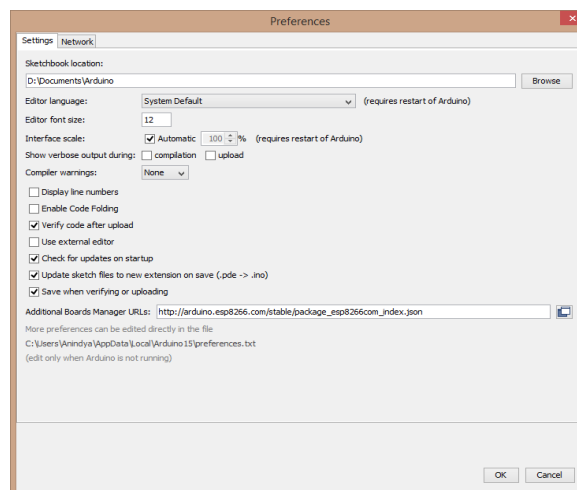 Preferences
Settings Network
Sketchbook location:
D:\Documents\Arduino Browse
Editor language: System Default (requires restart of Arduino)
Editor font size: 12
Interface scale: Automatic 100 % (requires restart of Arduino)
Show verbose output during: compilation upload
Compiler warnings: None
Display line numbers
Enable Code Folding
Verify code after upload
Use external editor
Check for updates on startup
Update sketch files to new extension on save (.pde -> .ino)
Save when verifying or uploading
Additional Boards Manager URLs: http://arduino.esp8266.com/stable/package_esp8266com_index.json
More preferences can be edited directly in the file
C:\Users\Anindya\AppData\Local\Arduino15\preferences.txt
(edit only when Arduino is not running)
OK Cancel